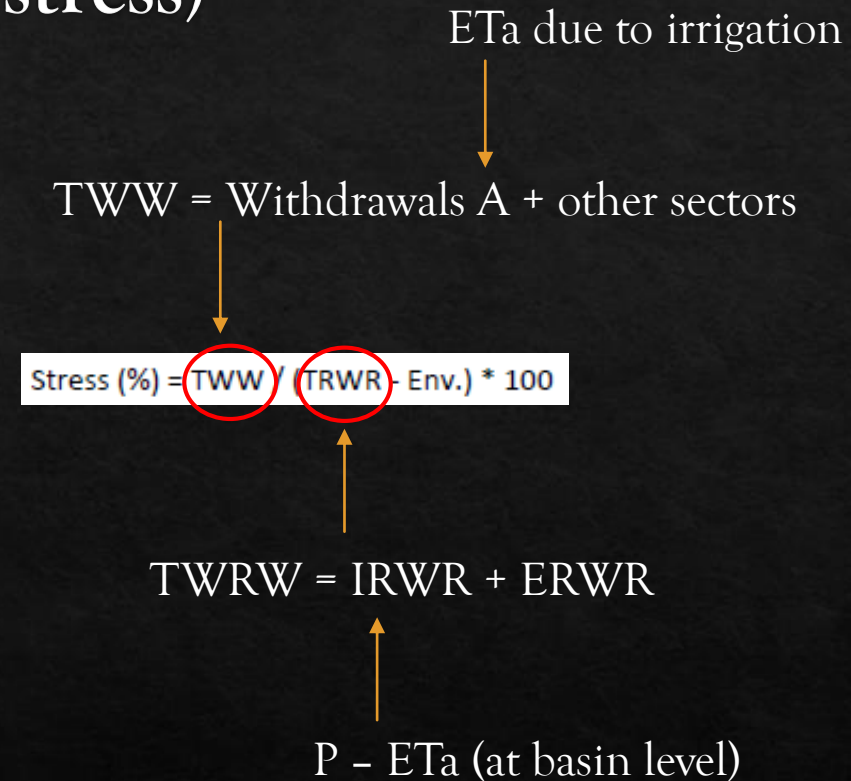 stress)
ETa due to irrigation
TWW = Withdrawals A + other sectors
Stress (%) = TWW / (TRWR - Env.) * 100
TWRW = IRWR + ERWR
P – ETa (at basin level)